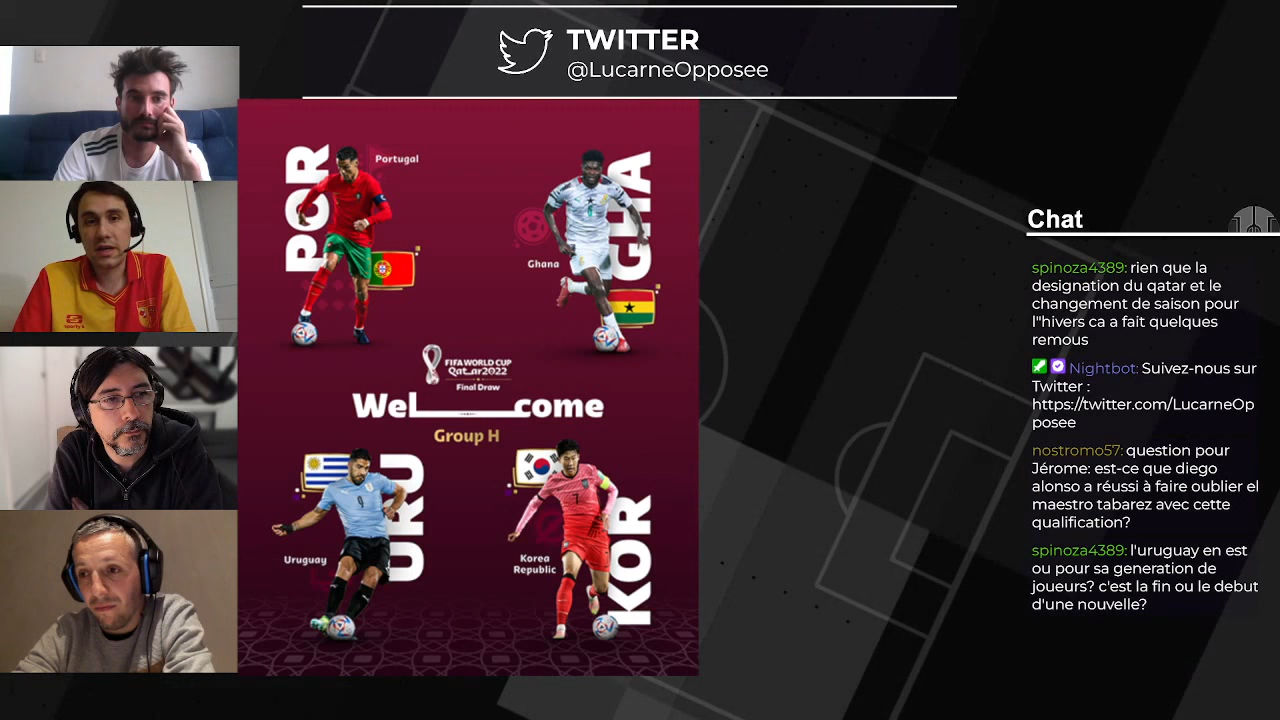 TWITTER
@LucarneOpposee
POR
Portugal
GHA
Ghana
FIFA WORLD CUP
Qatar2022
Final Draw
Wel come
Group H
URU
Uruguay
9
KOR
Korea
Republic
7
Chat
spinoza4389: rien que la
designation du qatar et le
changement de saison pour
l"hivers ca a fait quelques
remous
Nightbot: Suivez-nous sur
Twitter :
https://twitter.com/LucarneOp
posee
nostromo57: question pour
Jérome: est-ce que diego
alonso a réussi à faire oublier el
maestro tabarez avec cette
qualification?
spinoza4389: l'uruguay en est
ou pour sa generation de
joueurs? c'est la fin ou le debut
d'une nouvelle?